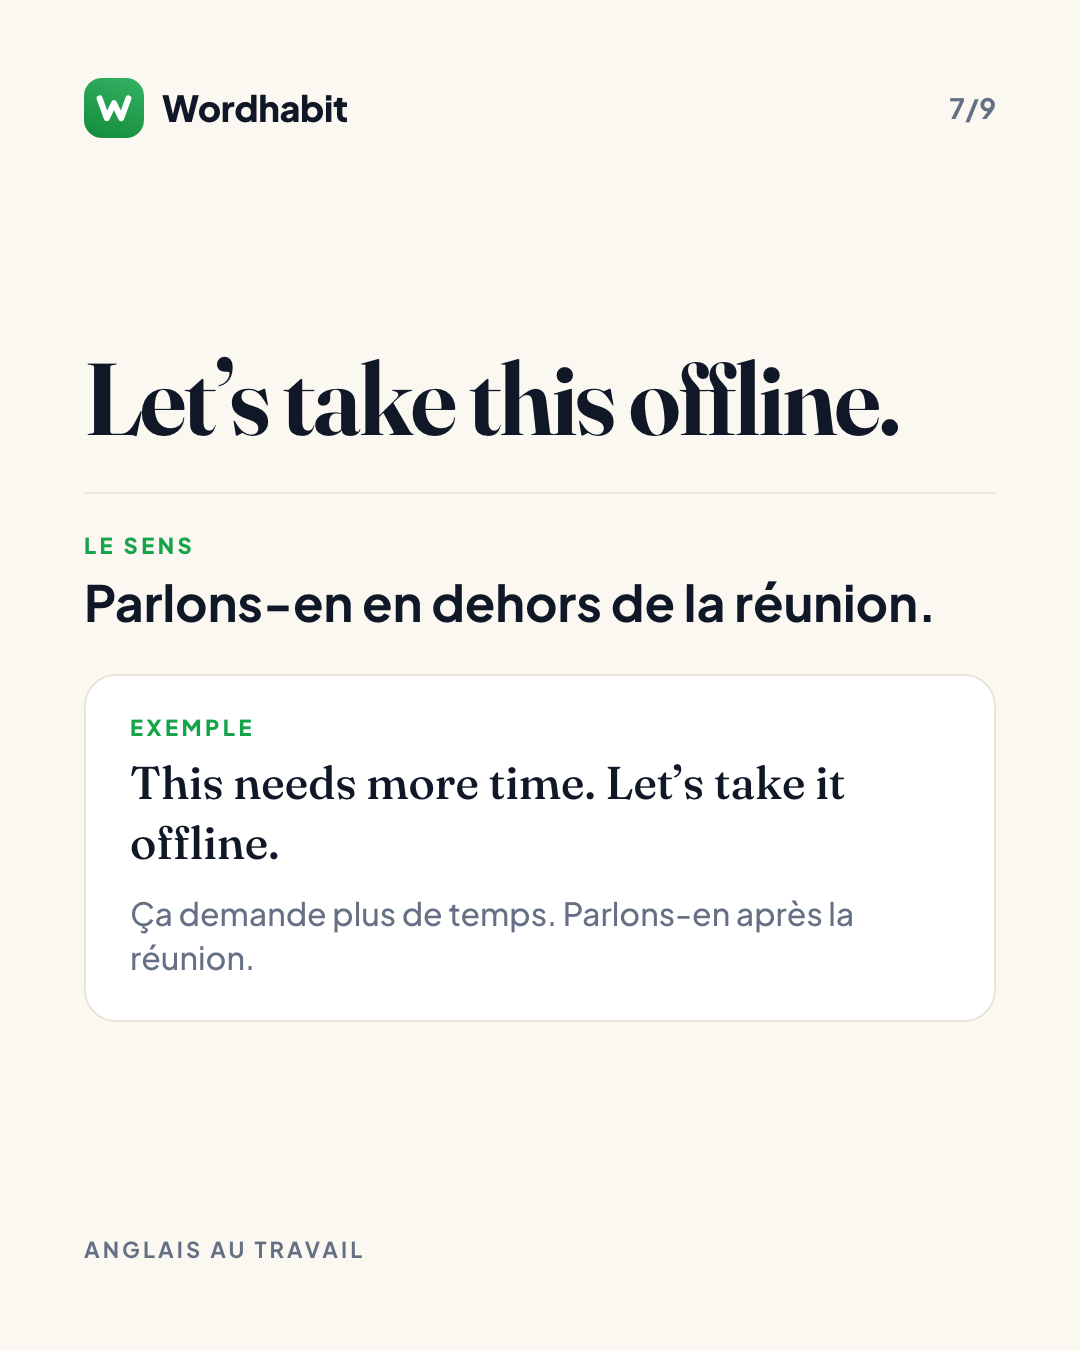 W Wordhabit
7/9
Let’s take this offline.
LE SENS
Parlons-en en dehors de la réunion.
EXEMPLE
This needs more time. Let’s take it
offline.
Ça demande plus de temps. Parlons-en après la
réunion.
ANGLAIS AU TRAVAIL